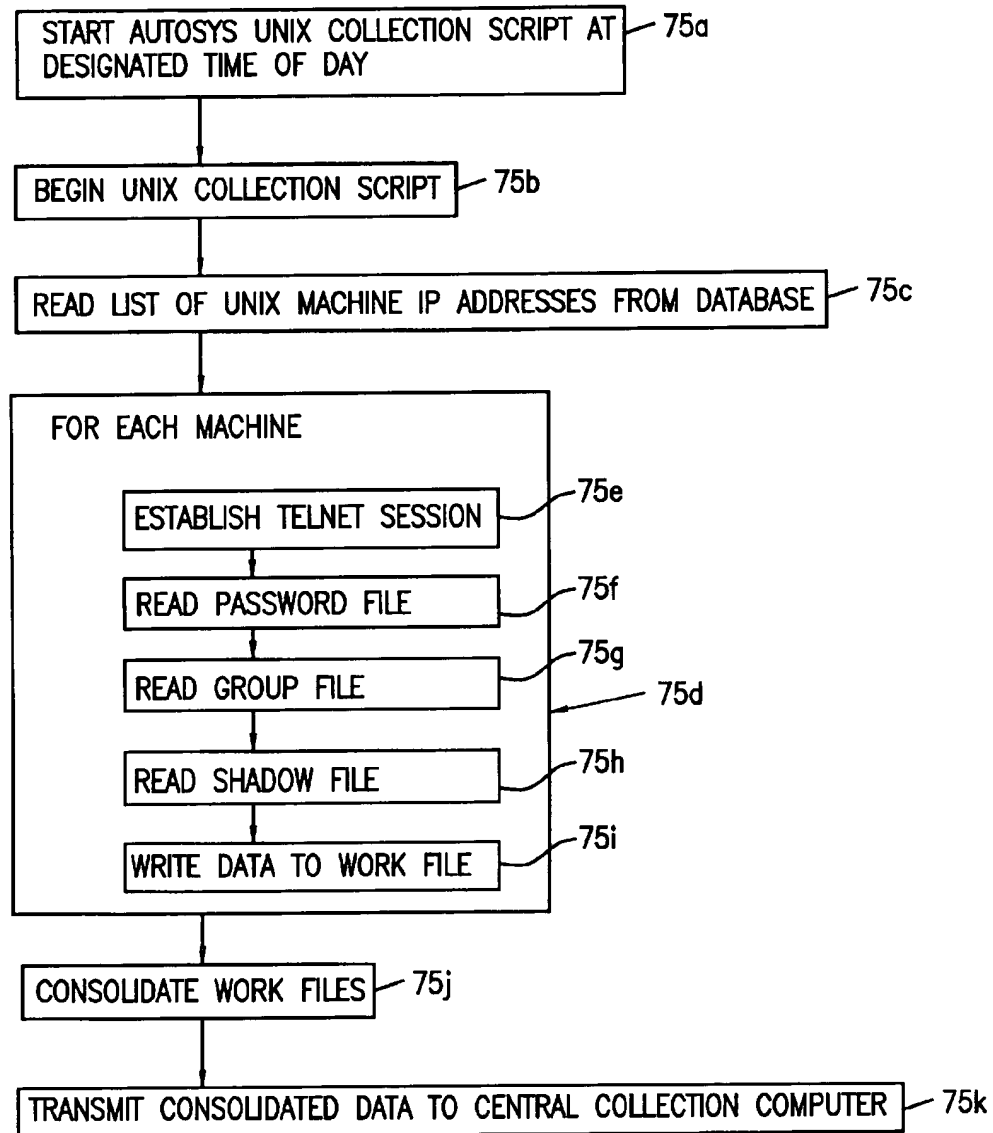 START AUTOSYS UNIX COLLECTION SCRIPT AT
DESIGNATED TIME OF DAY
75a
BEGIN UNIX COLLECTION SCRIPT
75b
READ LIST OF UNIX MACHINE IP ADDRESSES FROM DATABASE
75c
FOR EACH MACHINE
75d
ESTABLISH TELNET SESSION
75e
READ PASSWORD FILE
75f
READ GROUP FILE
75g
READ SHADOW FILE
75h
WRITE DATA TO WORK FILE
75i
CONSOLIDATE WORK FILES
75j
TRANSMIT CONSOLIDATED DATA TO CENTRAL COLLECTION COMPUTER
75k